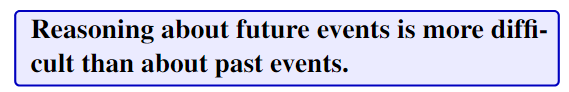 Reasoning about future events is more diffi-
cult than about past events.